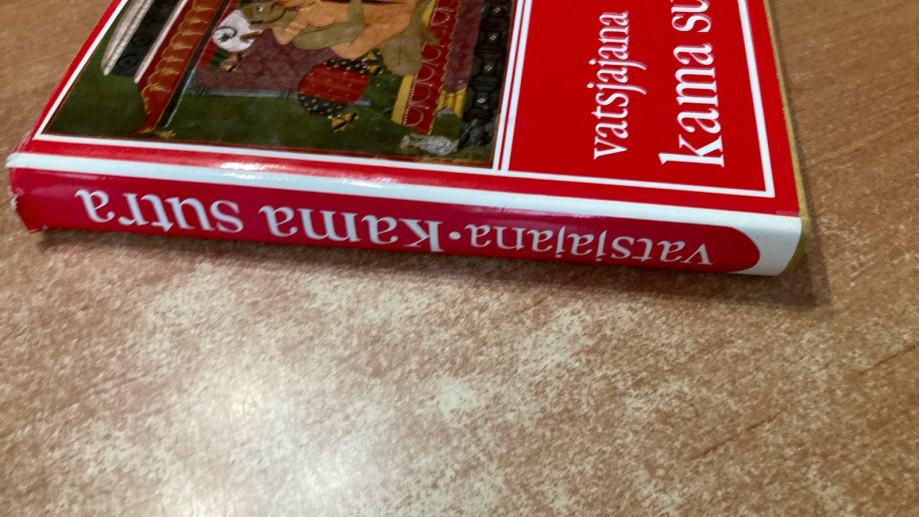 vatsjajana
kama su
vatsjajana • kama sutra